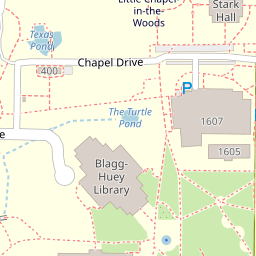 Little Chapel-
in-the
Woods
Stark
Hall
Texas
Pond
Chapel Drive
400
P
The Turtle
Pond
1607
e
1605
Blagg-
Huey
Library